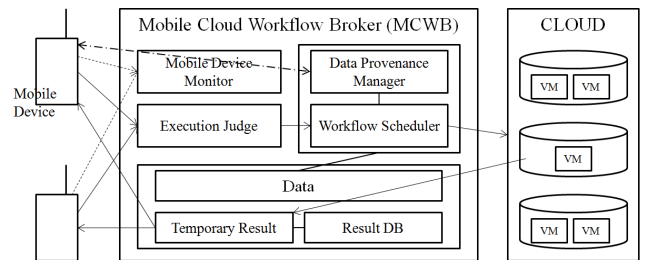 Mobile Cloud Workflow Broker (MCWB)
CLOUD
Mobile
Device
Mobile Device
Monitor
Data Provenance
Manager
Execution Judge
Workflow Scheduler
Data
Temporary Result
Result DB
VM
VM
VM
VM
VM